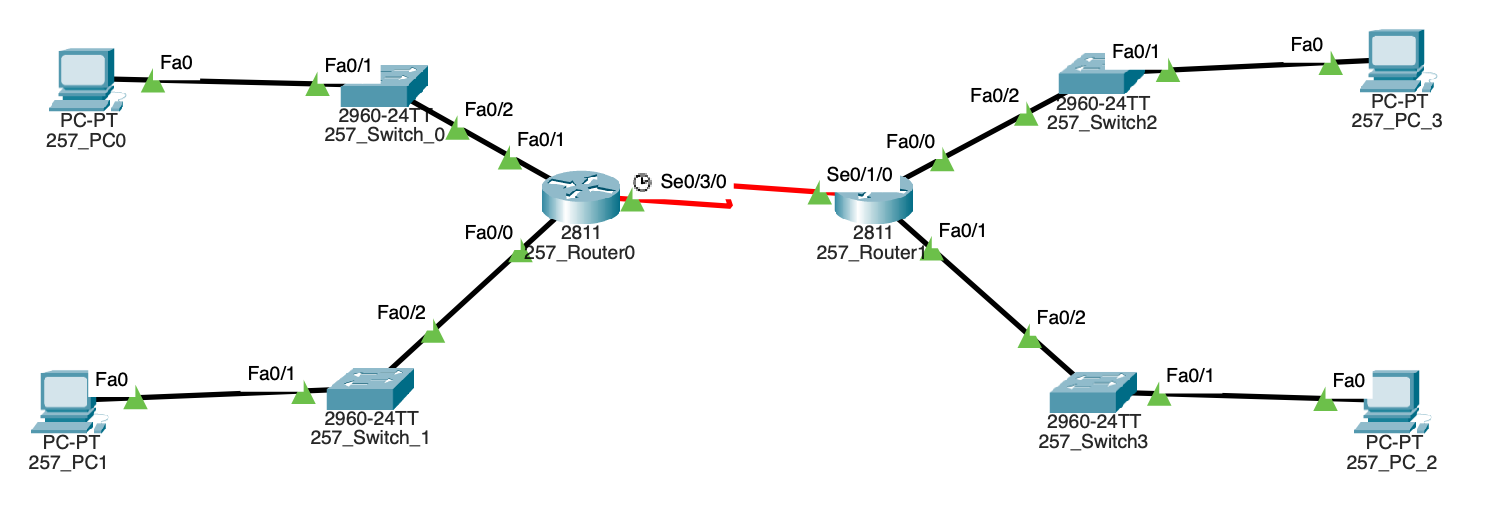 Fa0
Fa0/1
PC-PT
257_PC0
2960-24TT
257_Switch_0
Fa0/2
Fa0/1
Se0/3/0
2811
257_Router0
Fa0/0
Fa0/2
Fa0
Fa0/1
PC-PT
257_PC1
2960-24TT
257_Switch_1
Fa0/1
Fa0
2960-24TT
257_Switch2
PC-PT
257_PC_3
Fa0/2
Fa0/0
Se0/1/0
2811
257_Router1
Fa0/1
Fa0/2
Fa0/1
Fa0
2960-24TT
257_Switch3
PC-PT
257_PC_2